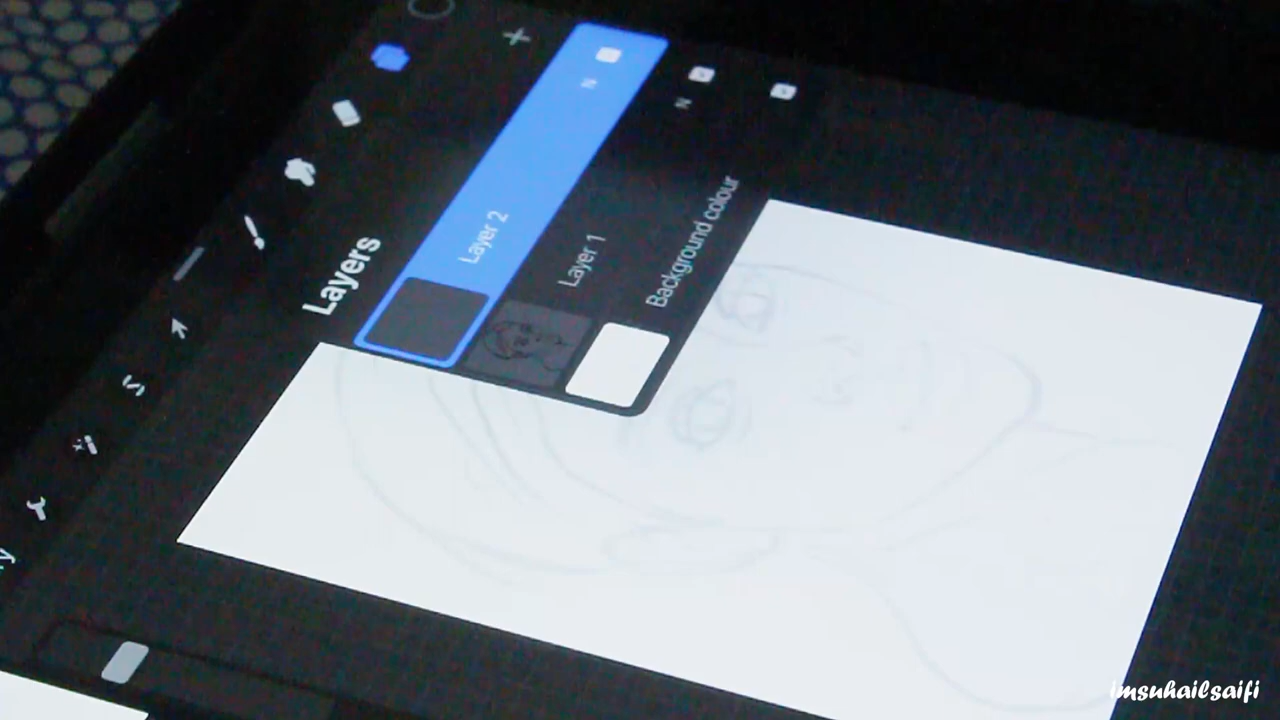 Layers
Layer 2
N
Layer 1
N
Background colour
imsuhailsaifi